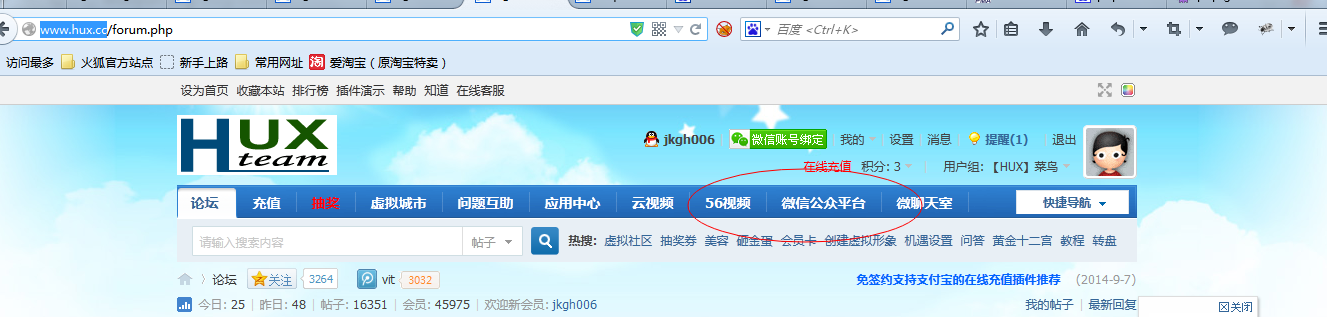 www.hux.cc/forum.php
百度 <Ctrl+K>
访问最多 火狐官方站点 新手上路 常用网址 淘 爱淘宝（原淘宝特卖）
设为首页 收藏本站 排行榜 插件演示 帮助 知道 在线客服
HUX
team
jkgh006 微信账号绑定 我的 设置 消息 提醒(1) 退出
在线充值 积分: 3 用户组: 【HUX】菜鸟
论坛 充值 抽奖 虚拟城市 问题互助 应用中心 云视频 56视频 微信公众平台 微聊天室 快捷导航
请输入搜索内容 帖子 热搜: 虚拟社区 抽奖券 美容 砸金蛋 会员卡 创建虚拟形象 机遇设置 问答 黄金十二宫 教程 转盘
论坛 关注 3264 vit 3032 免签约支持支付宝的在线充值插件推荐 (2014-9-7)
今日: 25 昨日: 48 帖子: 16351 会员: 45975 欢迎新会员: jkgh006 我的帖子 最新回复
关闭